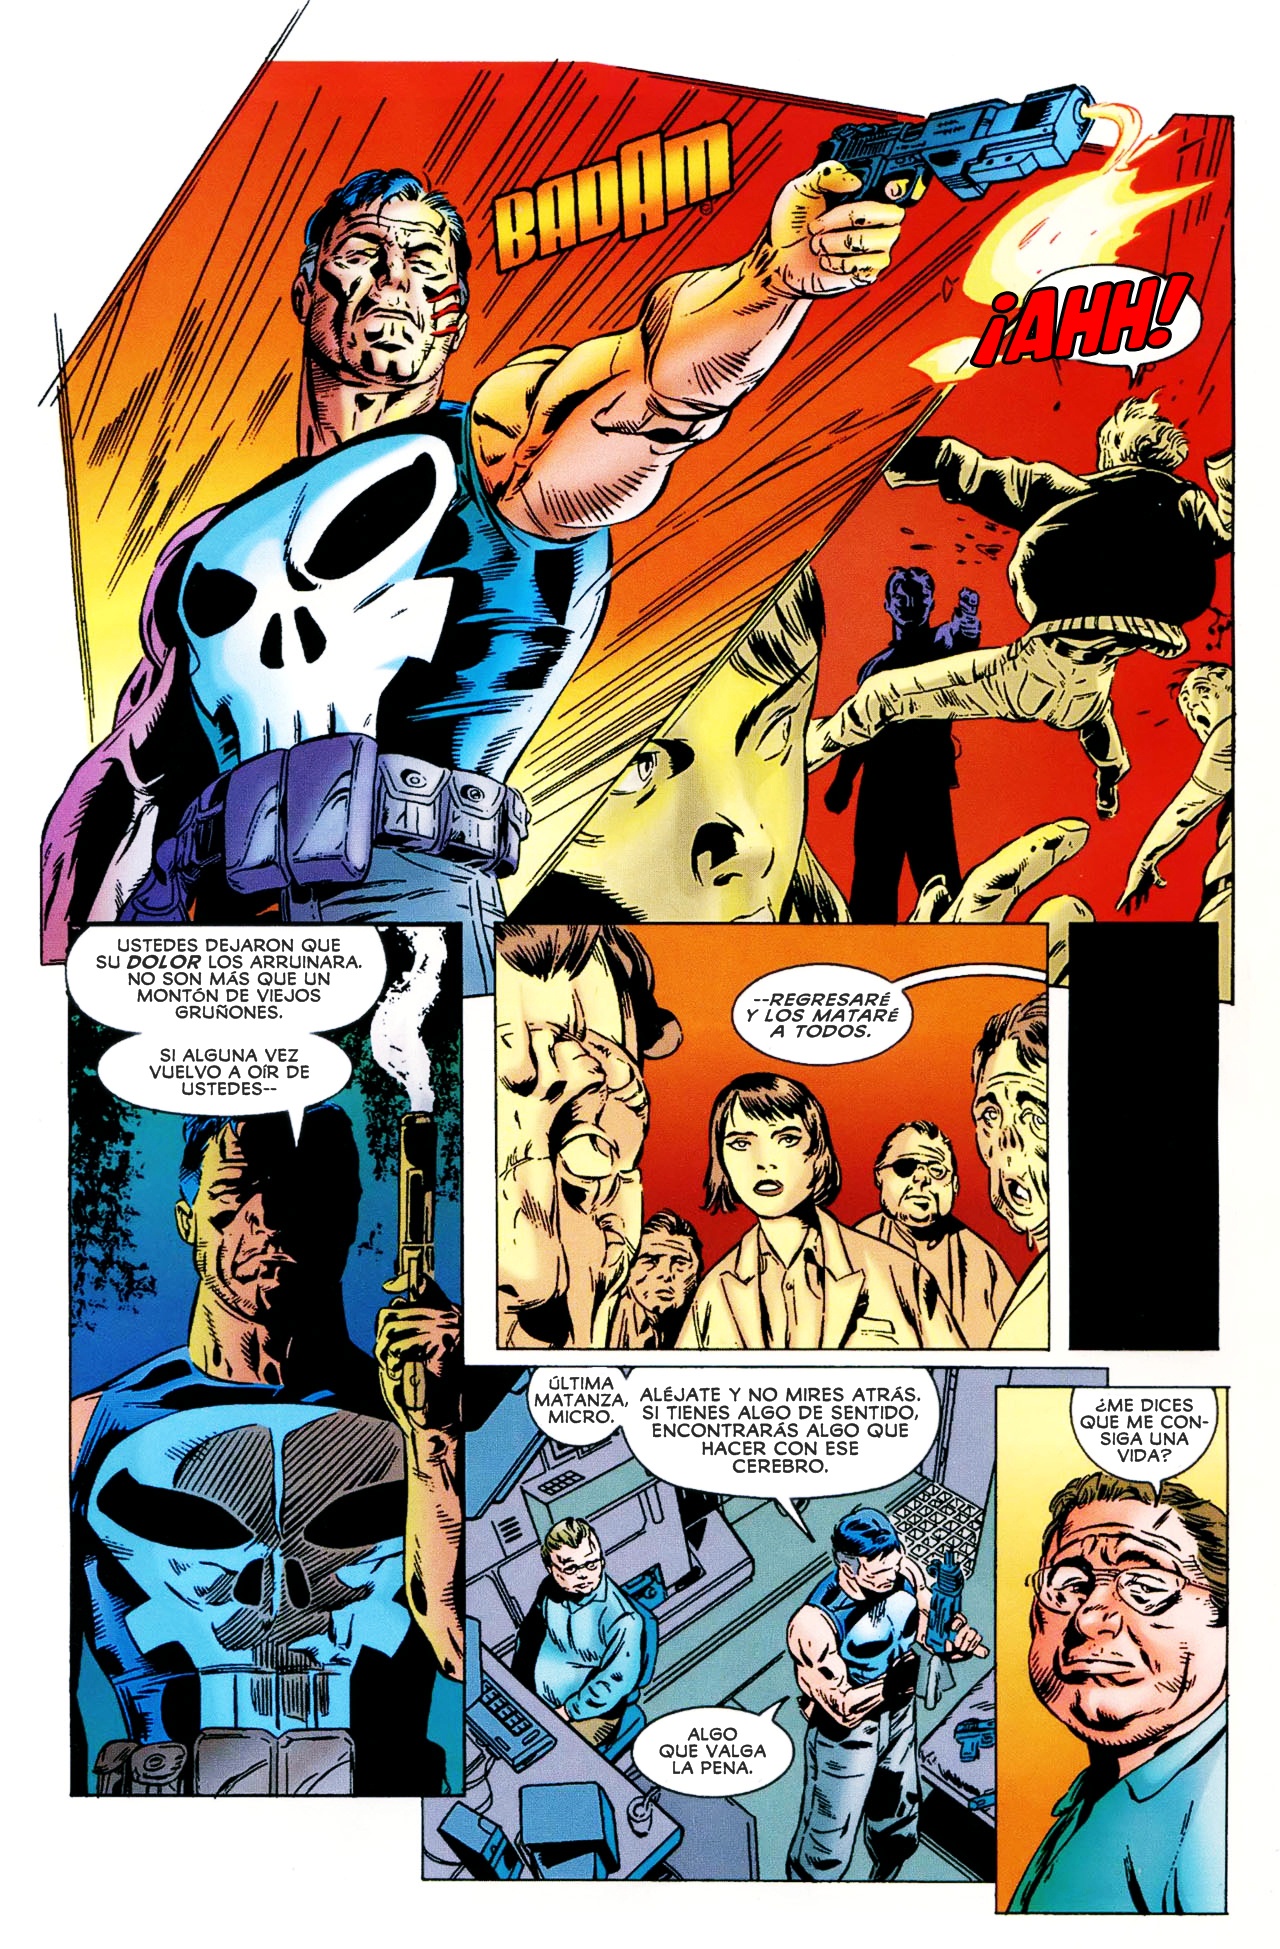 BADAM
¡AHH!
USTEDES DEJARON QUE
SU DOLOR LOS ARRUINARA.
NO SON MÁS QUE UN
MONTÓN DE VIEJOS
GRUÑONES.
SI ALGUNA VEZ
VUELVO A OÍR DE
USTEDES--
--REGRESARÉ
Y LOS MATARÉ
A TODOS.
ÚLTIMA
MATANZA,
MICRO.
ALÉJATE Y NO MIRES ATRÁS.
SI TIENES ALGO DE SENTIDO,
ENCONTRARÁS ALGO QUE
HACER CON ESE
CEREBRO.
ALGO
QUE VALGA
LA PENA.
¿ME DICES
QUE ME CON-
SIGA UNA
VIDA?